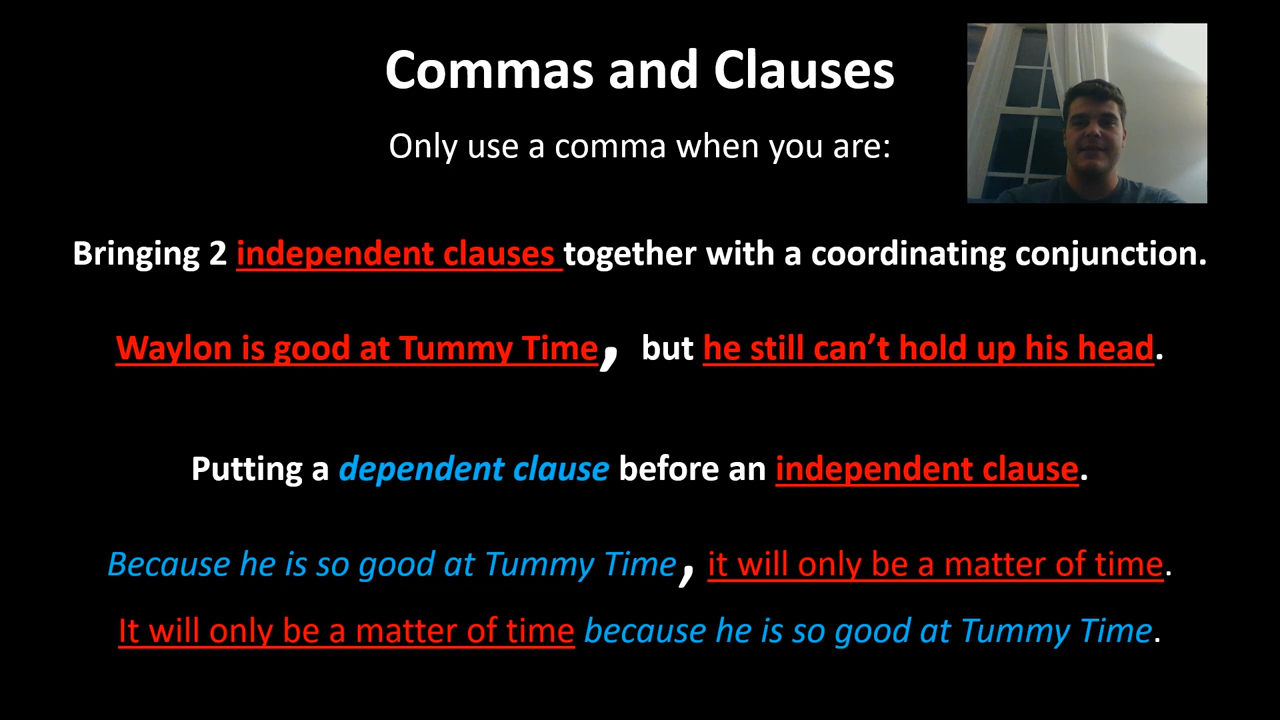 Commas and Clauses
Only use a comma when you are:
Bringing 2 independent clauses together with a coordinating conjunction.
Waylon is good at Tummy Time, but he still can’t hold up his head.
Putting a dependent clause before an independent clause.
Because he is so good at Tummy Time, it will only be a matter of time.
It will only be a matter of time because he is so good at Tummy Time.